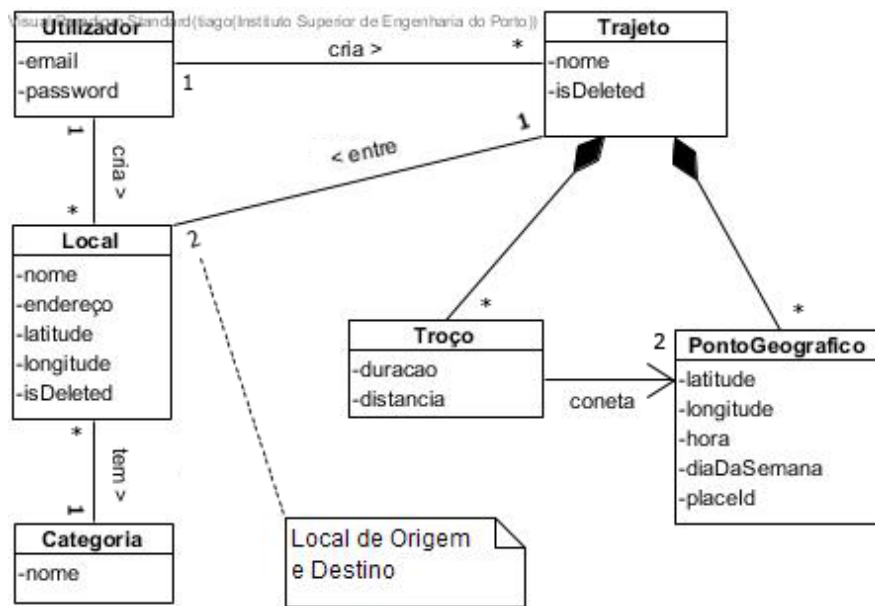 Visual Paradigm Standard(tiago(Instituto Superior de Engenharia do Porto))
Utilizador
-email
-password
cria >
1
*
Trajeto
-nome
-isDeleted
1
cria >
*
< entre
1
2
Local
-nome
-endereço
-latitude
-longitude
-isDeleted
*
*
Troço
-duracao
-distancia
coneta
2
PontoGeografico
-latitude
-longitude
-hora
-diaDaSemana
-placeId
*
tem >
1
Categoria
-nome
Local de Origem
e Destino